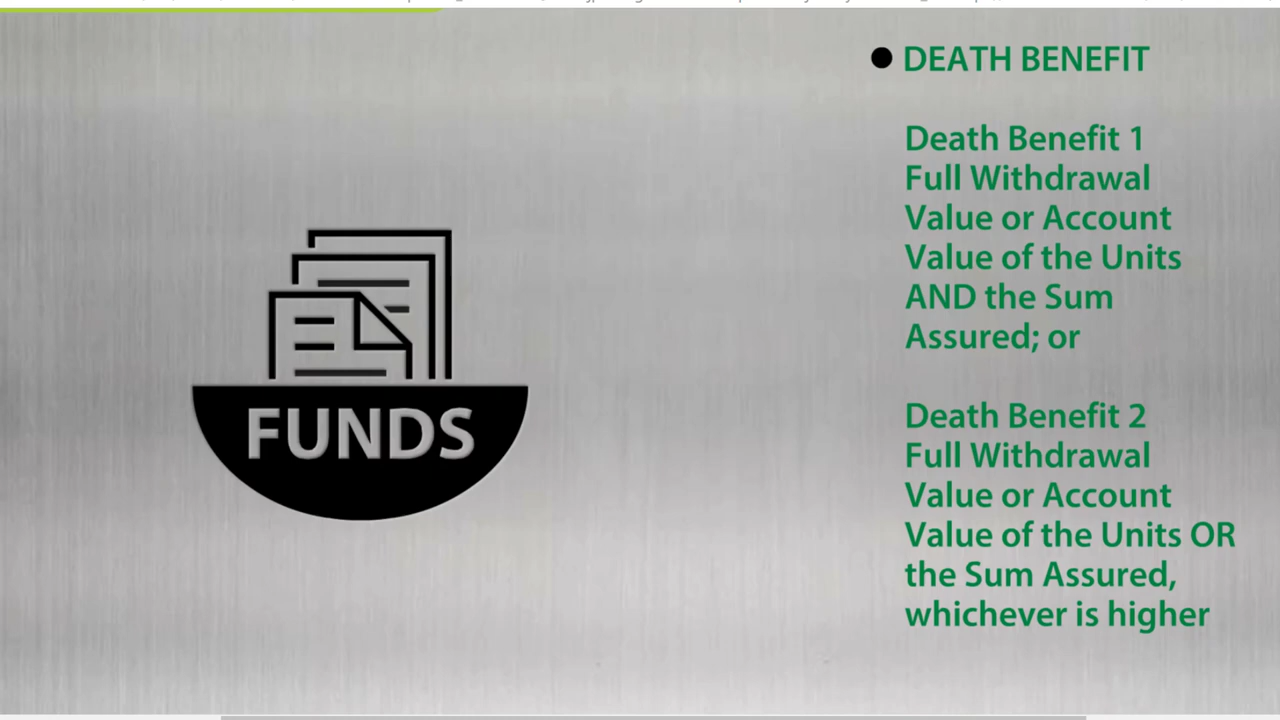 DEATH BENEFIT
Death Benefit 1
Full Withdrawal
Value or Account
Value of the Units
AND the Sum
Assured; or
FUNDS
Death Benefit 2
Full Withdrawal
Value or Account
Value of the Units OR
the Sum Assured,
whichever is higher